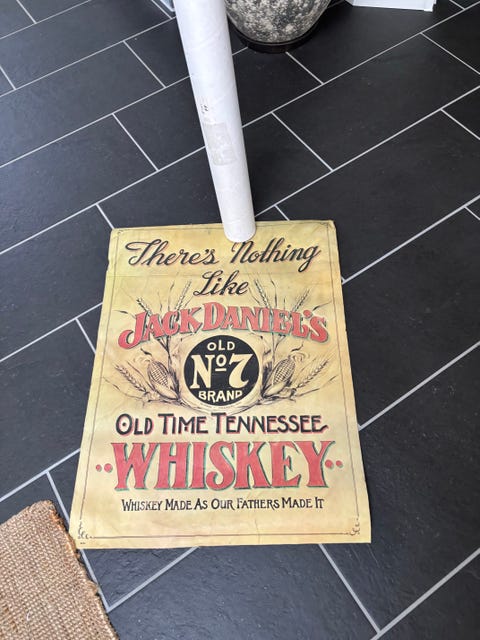 There's Nothing
Like
JACK DANIEL'S
OLD
Nº7
BRAND
OLD TIME TENNESSEE
WHISKEY
WHISKEY MADE AS OUR FATHERS MADE IT